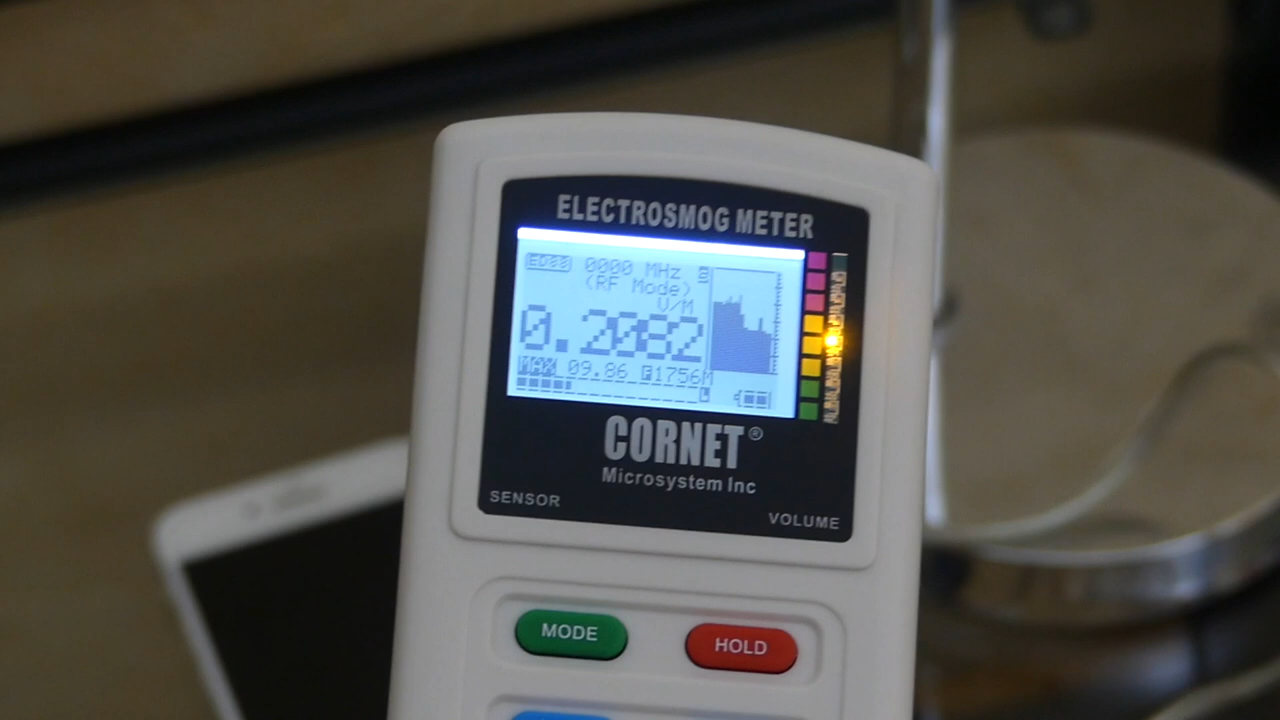 ELECTROSMOG METER
ED88 0000 MHz
(RF Mode)
V/M
0.2082
MAX 09.86 F1756M
L
CORNET®
Microsystem Inc
SENSOR
VOLUME
MODE
HOLD